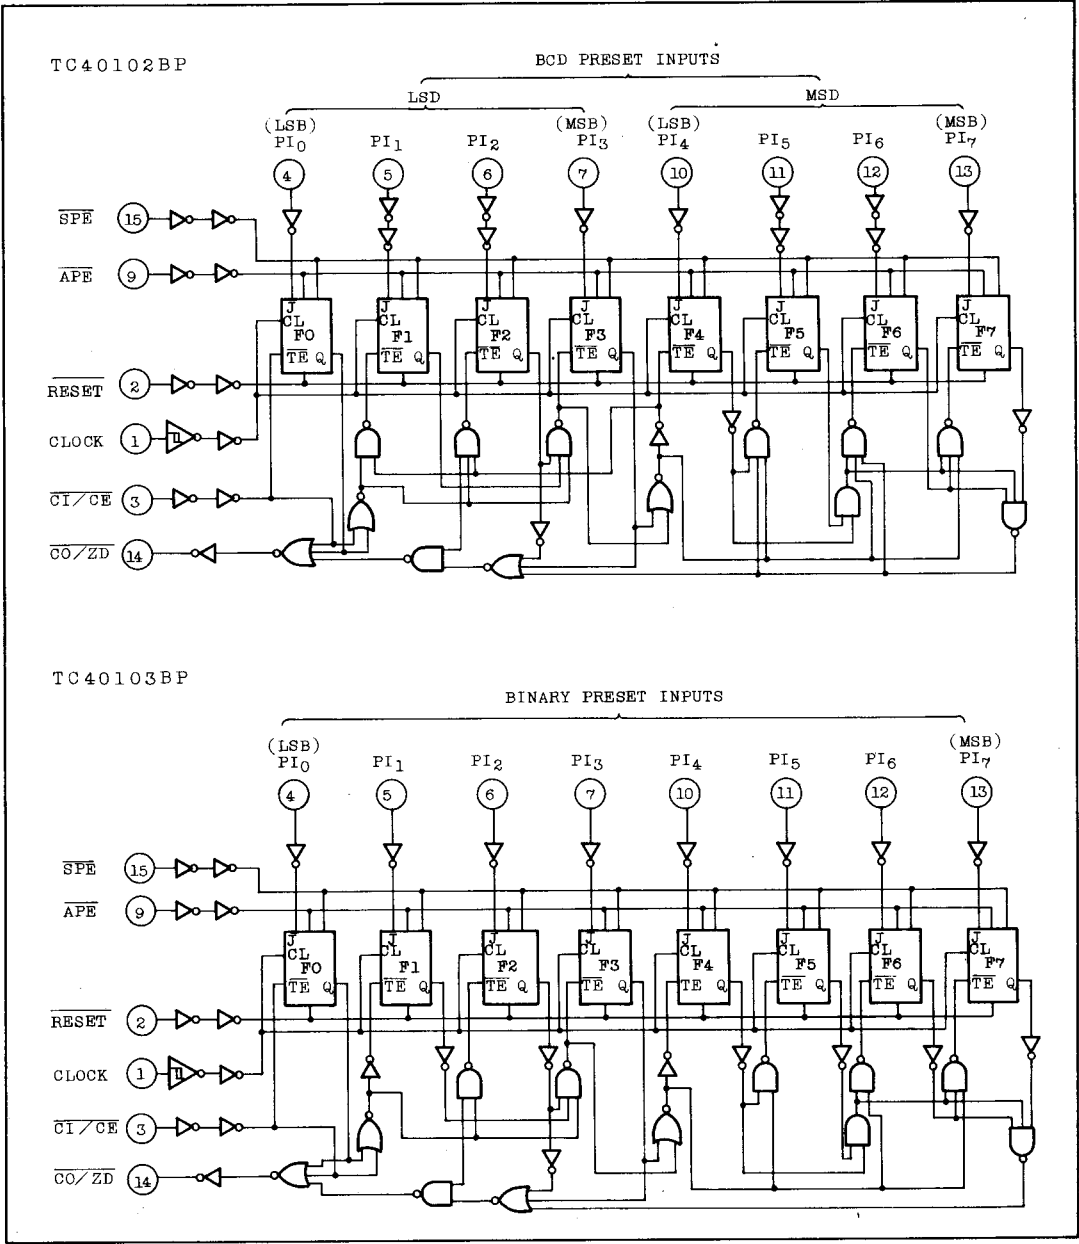 TC40102BP
BCD PRESET INPUTS
LSD MSD
(LSB) (MSB) (LSB) (MSB)
PI0 PI1 PI2 PI3 PI4 PI5 PI6 PI7
4 5 6 7 10 11 12 13
SPE 15
APE 9
J J J J J J J J
CL CL CL CL CL CL CL CL
F0 F1 F2 F3 F4 F5 F6 F7
TE Q TE Q TE Q TE Q TE Q TE Q TE Q TE Q
RESET 2
CLOCK 1
CI/CE 3
CO/ZD 14
TC40103BP
BINARY PRESET INPUTS
(LSB) (MSB)
PI0 PI1 PI2 PI3 PI4 PI5 PI6 PI7
4 5 6 7 10 11 12 13
SPE 15
APE 9
J J J J J J J J
CL CL CL CL CL CL CL CL
F0 F1 F2 F3 F4 F5 F6 F7
TE Q TE Q TE Q TE Q TE Q TE Q TE Q TE Q
RESET 2
CLOCK 1
CI/CE 3
CO/ZD 14